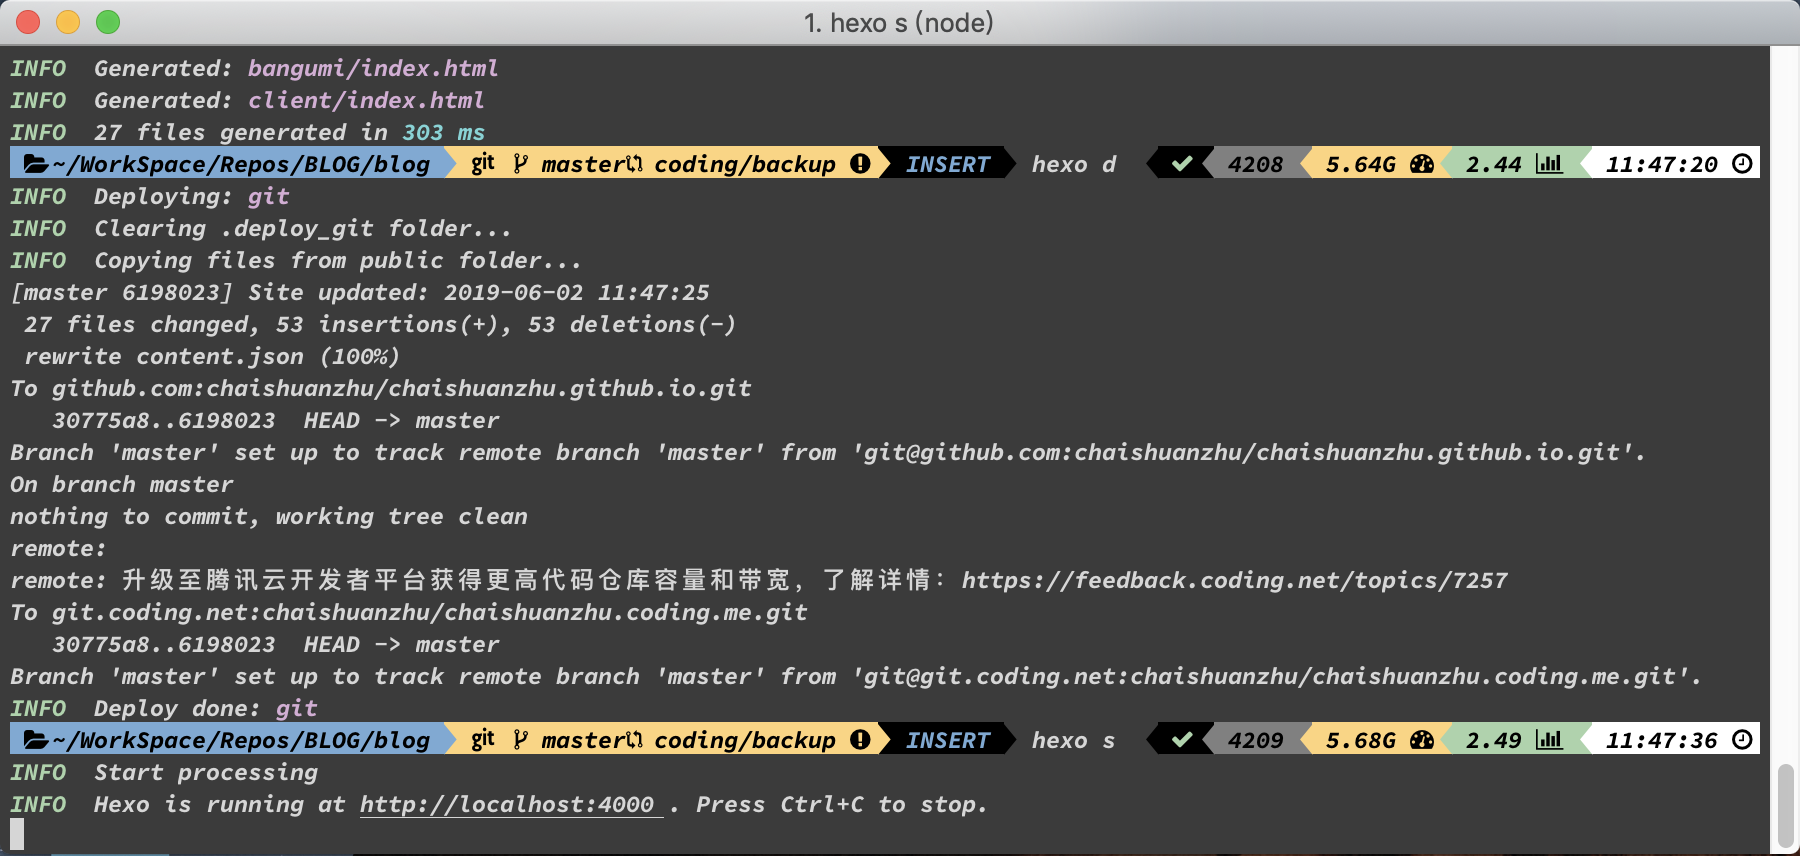 1. hexo s (node)
INFO  Generated: bangumi/index.html
INFO  Generated: client/index.html
INFO  27 files generated in 303 ms
~/WorkSpace/Repos/BLOG/blog git master coding/backup INSERT hexo d 4208 5.64G 2.44 11:47:20
INFO  Deploying: git
INFO  Clearing .deploy_git folder...
INFO  Copying files from public folder...
[master 6198023] Site updated: 2019-06-02 11:47:25
 27 files changed, 53 insertions(+), 53 deletions(-)
 rewrite content.json (100%)
To github.com:chaishuanzhu/chaishuanzhu.github.io.git
   30775a8..6198023  HEAD -> master
Branch 'master' set up to track remote branch 'master' from 'git@github.com:chaishuanzhu/chaishuanzhu.github.io.git'.
On branch master
nothing to commit, working tree clean
remote:
remote: 升级至腾讯云开发者平台获得更高代码仓库容量和带宽，了解详情：https://feedback.coding.net/topics/7257
To git.coding.net:chaishuanzhu/chaishuanzhu.coding.me.git
   30775a8..6198023  HEAD -> master
Branch 'master' set up to track remote branch 'master' from 'git@git.coding.net:chaishuanzhu/chaishuanzhu.coding.me.git'.
INFO  Deploy done: git
~/WorkSpace/Repos/BLOG/blog git master coding/backup INSERT hexo s 4209 5.68G 2.49 11:47:36
INFO  Start processing
INFO  Hexo is running at http://localhost:4000 . Press Ctrl+C to stop.